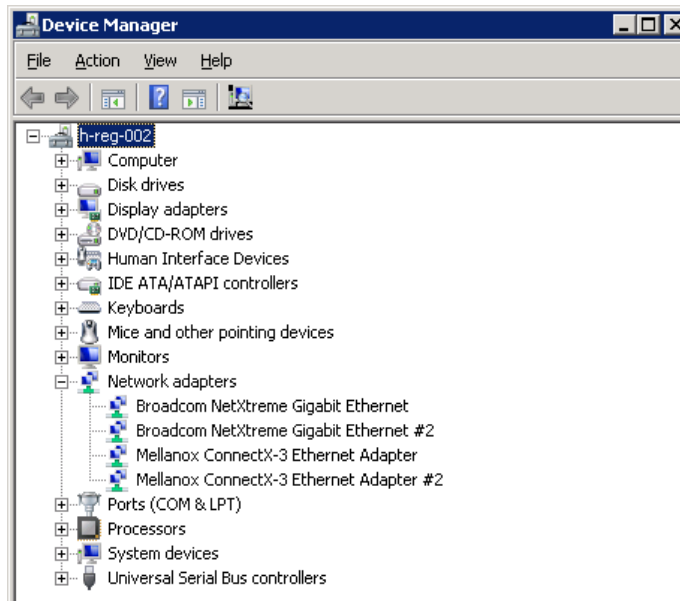 Device Manager
File Action View Help
h-reg-002
Computer
Disk drives
Display adapters
DVD/CD-ROM drives
Human Interface Devices
IDE ATA/ATAPI controllers
Keyboards
Mice and other pointing devices
Monitors
Network adapters
Broadcom NetXtreme Gigabit Ethernet
Broadcom NetXtreme Gigabit Ethernet #2
Mellanox ConnectX-3 Ethernet Adapter
Mellanox ConnectX-3 Ethernet Adapter #2
Ports (COM & LPT)
Processors
System devices
Universal Serial Bus controllers